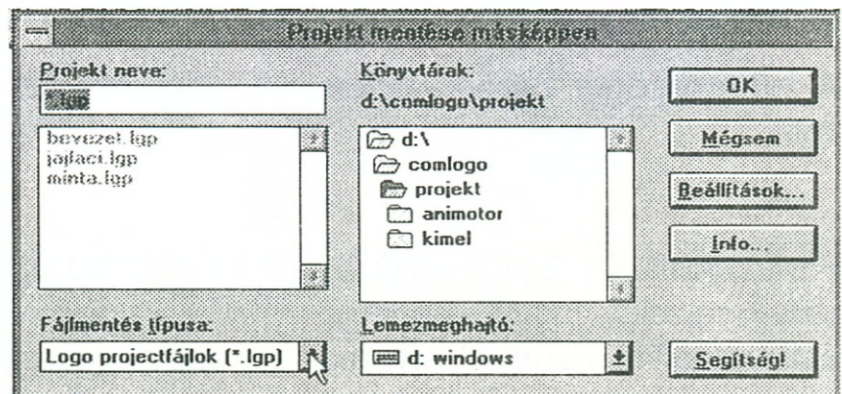 Projekt mentése másképpen
Projekt neve:
*.lgp
bevezet.lgp
jajlaci.lgp
minta.lgp
Fájlmentés típusa:
Logo projectfájlok (*.lgp)
Könyvtárak:
d:\comlogo\projekt
d:\
comlogo
projekt
animotor
kimel
Lemezmeghajtó:
d: windows
OK
Mégsem
Beállítások...
Info...
Segítség!